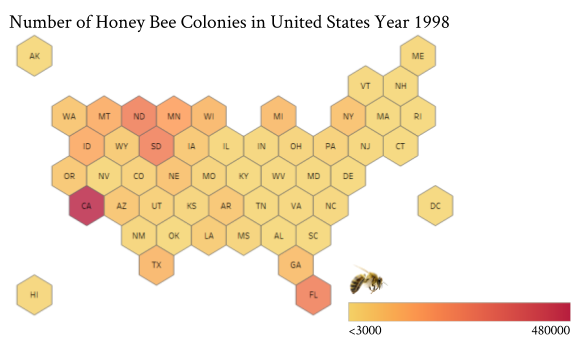 Number of Honey Bee Colonies in United States Year 1998
AK ME
VT NH
WA MT ND MN WI MI NY MA RI
ID WY SD IA IL IN OH PA NJ CT
OR NV CO NE MO KY WV MD DE
CA AZ UT KS AR TN VA NC DC
NM OK LA MS AL SC
TX GA
HI FL
<3000 480000